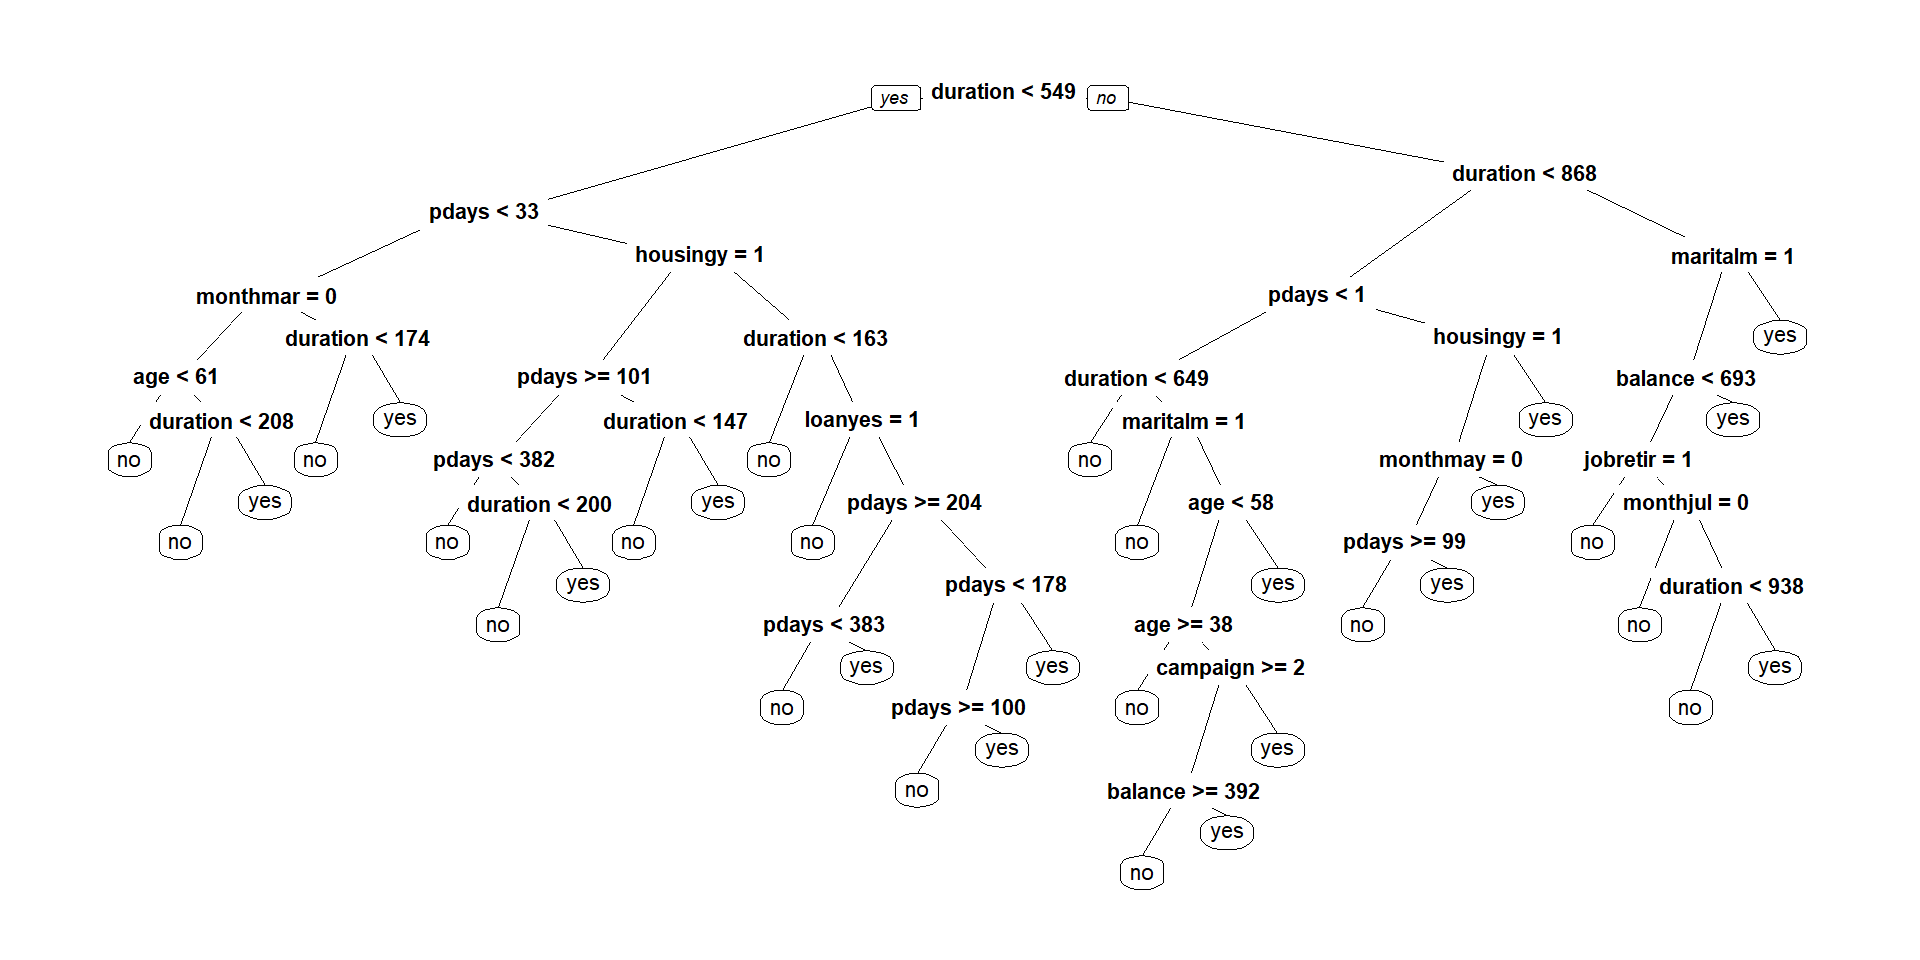 yes duration < 549 no
duration < 868
pdays < 33
housingy = 1
maritalm = 1
monthmar = 0
pdays < 1
duration < 174
duration < 163
housingy = 1
yes
age < 61
pdays >= 101
duration < 649
balance < 693
duration < 208
yes
duration < 147
loanyes = 1
maritalm = 1
yes
yes
no
no
pdays < 382
no
no
monthmay = 0
jobretir = 1
yes
duration < 200
yes
pdays >= 204
age < 58
yes
monthjul = 0
no
no
no
no
no
pdays >= 99
no
yes
pdays < 178
yes
yes
duration < 938
no
pdays < 383
age >= 38
no
no
yes
yes
campaign >= 2
yes
no
pdays >= 100
no
no
yes
yes
no
balance >= 392
yes
no